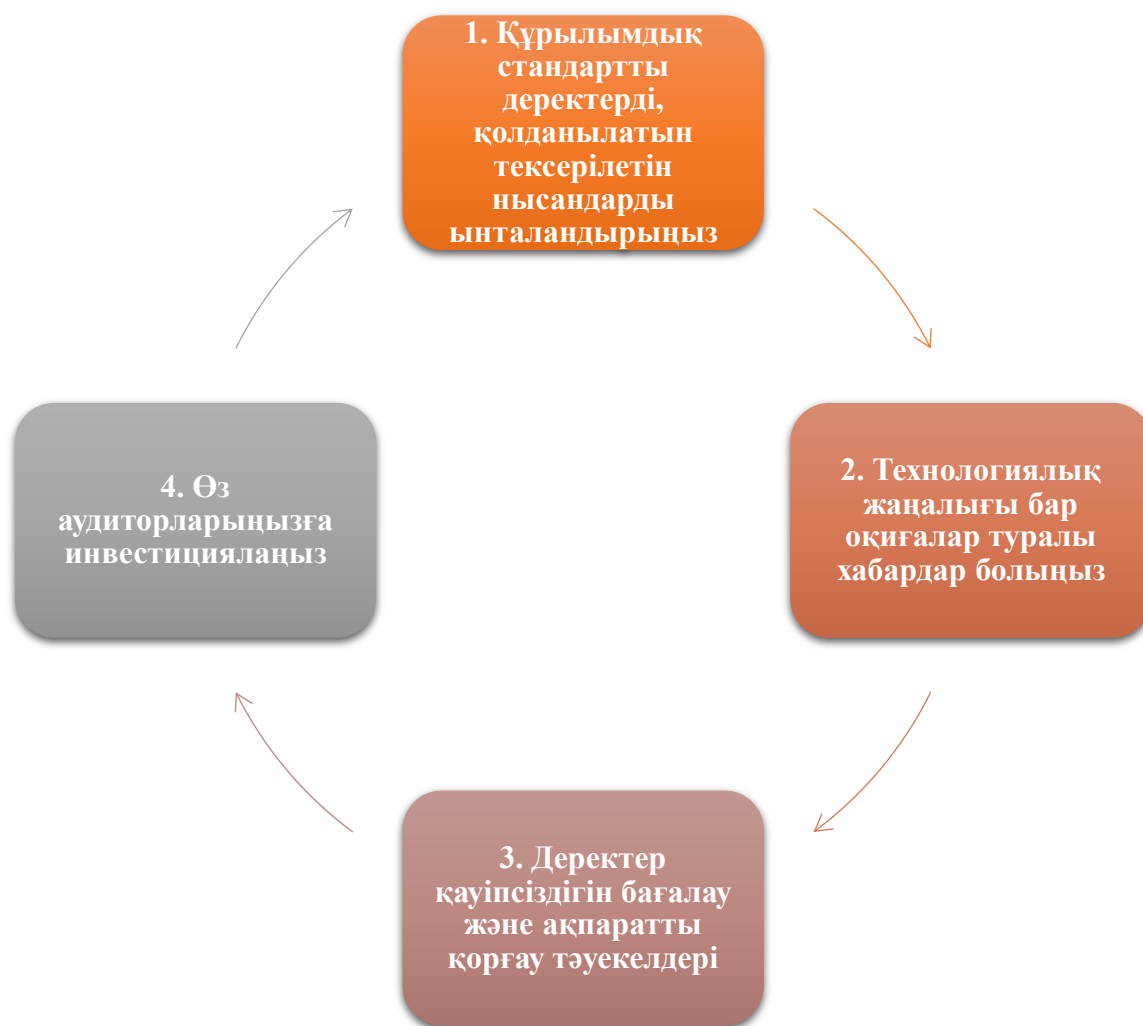 1. Құрылымдық
стандартты
деректерді,
қолданылатын
тексерілетін
нысандарды
ынталандырыңыз
2. Технологиялық
жаңалығы бар
оқиғалар туралы
хабардар болыңыз
3. Деректер
қауіпсіздігін бағалау
және ақпаратты
қорғау тәуекелдері
4. Өз
аудиторларыңызға
инвестициялаңыз